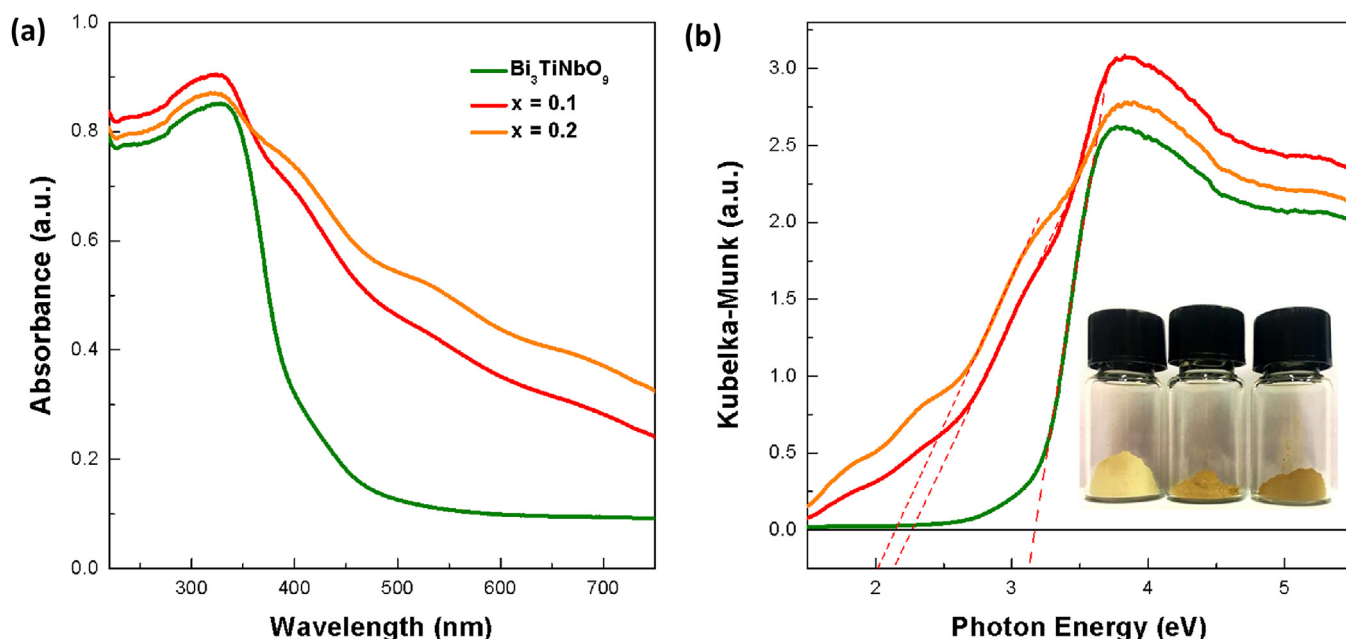 (a)
1.0
0.8
0.6
0.4
0.2
0.0
Absorbance (a.u.)
300 400 500 600 700
Wavelength (nm)
Bi₃TiNbO₉
x = 0.1
x = 0.2
(b)
3.0
2.5
2.0
1.5
1.0
0.5
0.0
Kubelka-Munk (a.u.)
2 3 4 5
Photon Energy (eV)